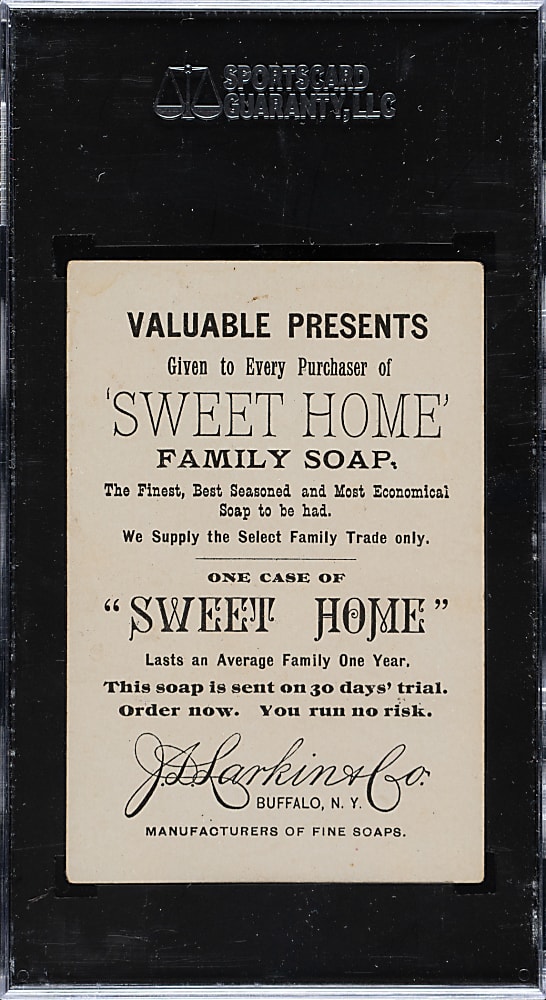 SPORTSCARD
GUARANTY, LLC
VALUABLE PRESENTS
Given to Every Purchaser of
'SWEET HOME'
FAMILY SOAP.
The Finest, Best Seasoned and Most Economical
Soap to be had.
We Supply the Select Family Trade only.
ONE CASE OF
"SWEET HOME"
Lasts an Average Family One Year.
This soap is sent on 30 days' trial.
Order now. You run no risk.
J.D. Larkin & Co.
BUFFALO, N. Y.
MANUFACTURERS OF FINE SOAPS.